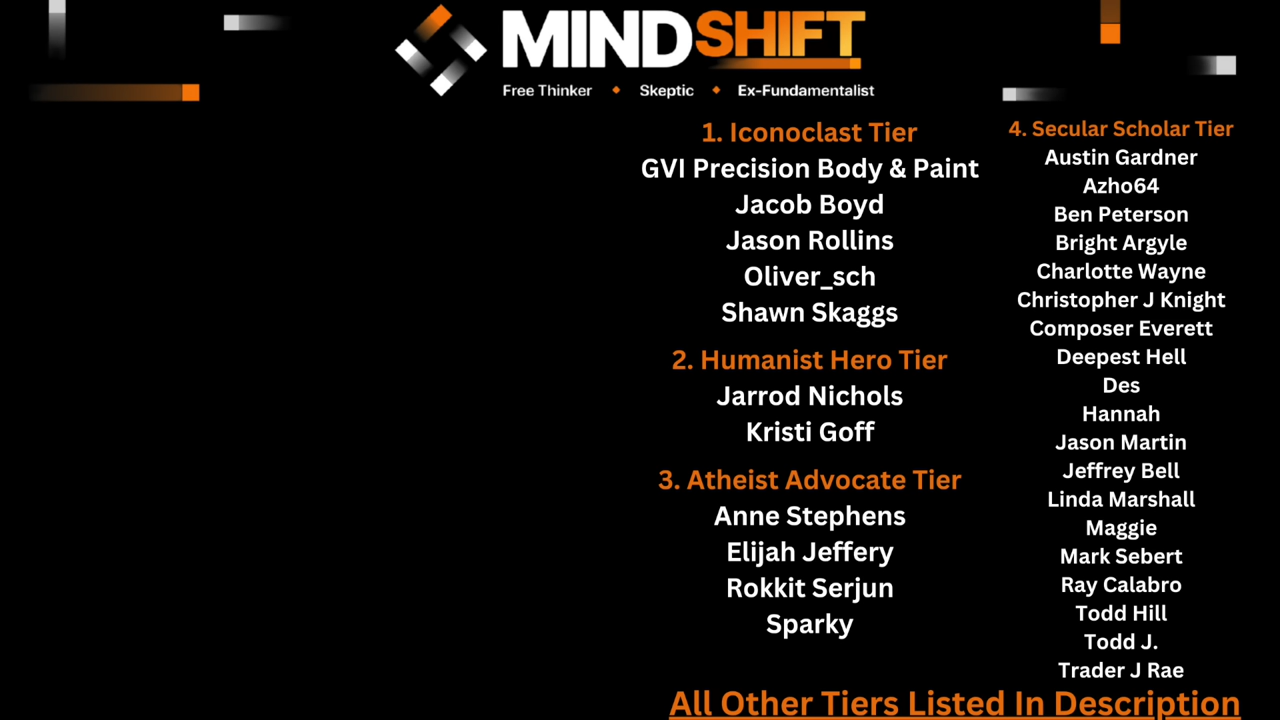 MINDSHIFT
Free Thinker ◆ Skeptic ◆ Ex-Fundamentalist
1. Iconoclast Tier
GVI Precision Body & Paint
Jacob Boyd
Jason Rollins
Oliver_sch
Shawn Skaggs
2. Humanist Hero Tier
Jarrod Nichols
Kristi Goff
3. Atheist Advocate Tier
Anne Stephens
Elijah Jeffery
Rokkit Serjun
Sparky
4. Secular Scholar Tier
Austin Gardner
Azho64
Ben Peterson
Bright Argyle
Charlotte Wayne
Christopher J Knight
Composer Everett
Deepest Hell
Des
Hannah
Jason Martin
Jeffrey Bell
Linda Marshall
Maggie
Mark Sebert
Ray Calabro
Todd Hill
Todd J.
Trader J Rae
All Other Tiers Listed In Description